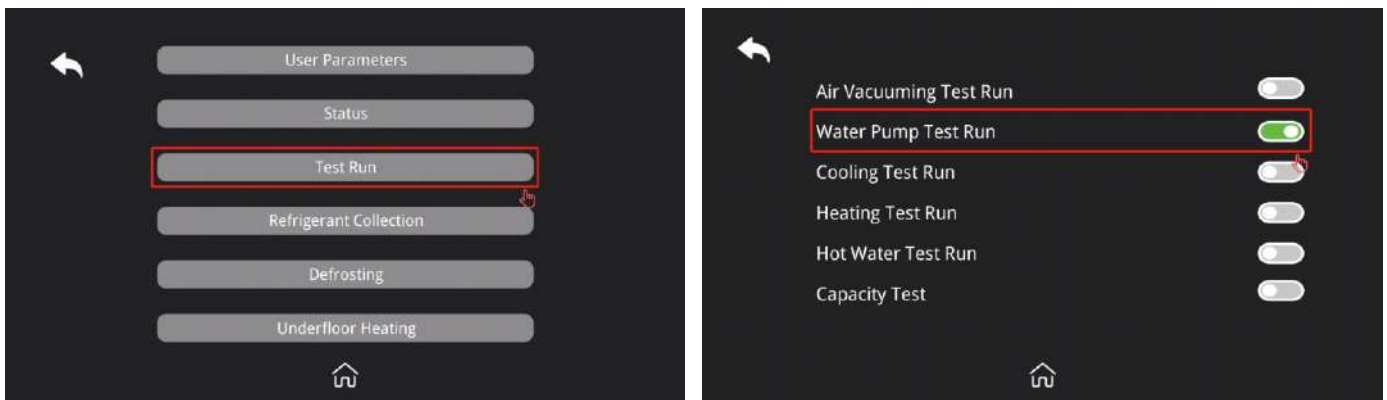 User Parameters
Status
Test Run
Refrigerant Collection
Defrosting
Underfloor Heating
Air Vacuuming Test Run
Water Pump Test Run
Cooling Test Run
Heating Test Run
Hot Water Test Run
Capacity Test